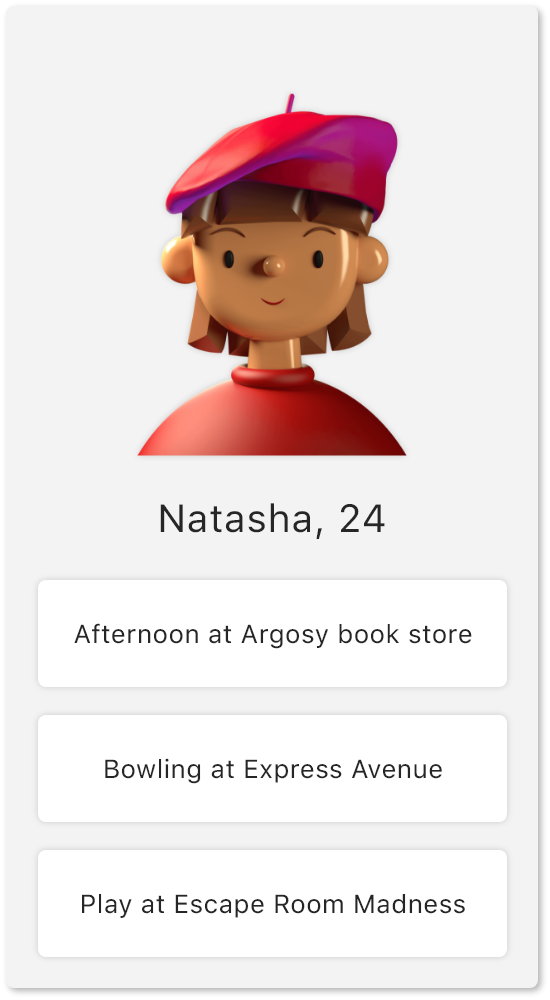 Natasha, 24
Afternoon at Argosy book store
Bowling at Express Avenue
Play at Escape Room Madness